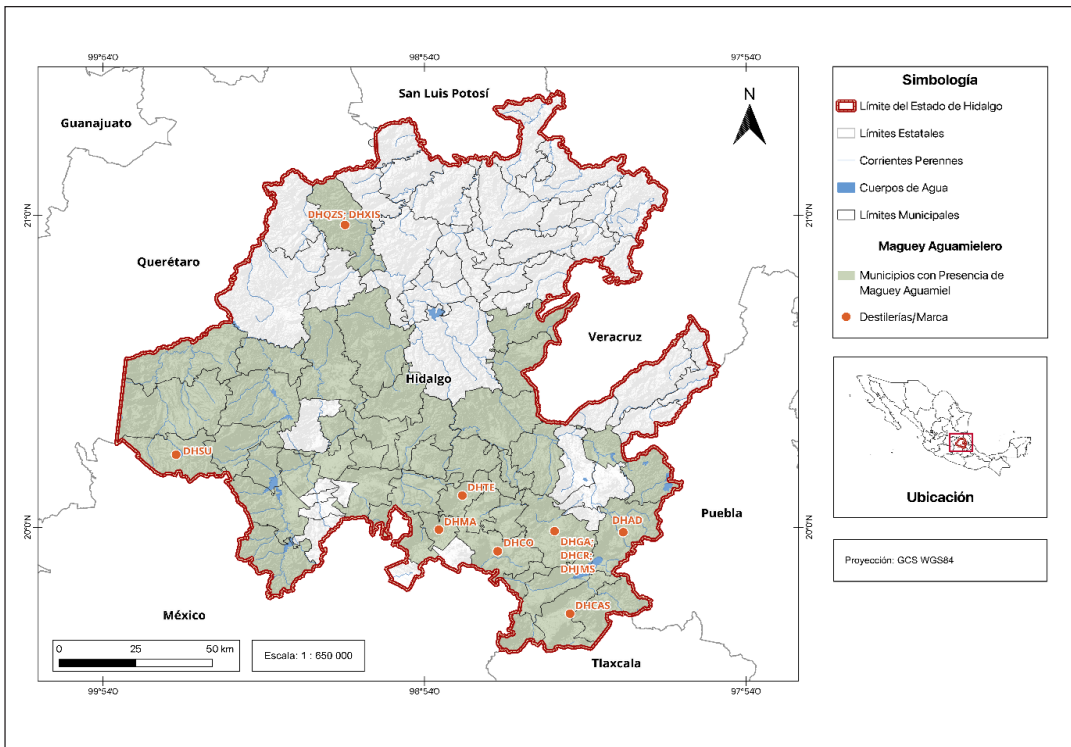 99°54'O
98°54'O
97°54'O
San Luis Potosí
Guanajuato
N
21°0'N
21°0'N
DHQZS; DHXIS
Querétaro
Veracruz
Hidalgo
DHSU
DHTE
DHMA
DHCO
DHGA;
DHCR;
DHJMS
DHAD
Puebla
20°0'N
20°0'N
DHCAS
México
Tlaxcala
0
25
50 km
Escala: 1 : 650 000
99°54'O
98°54'O
97°54'O
Simbología
Límite del Estado de Hidalgo
Límites Estatales
Corrientes Perennes
Cuerpos de Agua
Límites Municipales
Maguey Aguamielero
Municipios con Presencia de
Maguey Aguamiel
Destilerías/Marca
Ubicación
Proyección: GCS WGS84